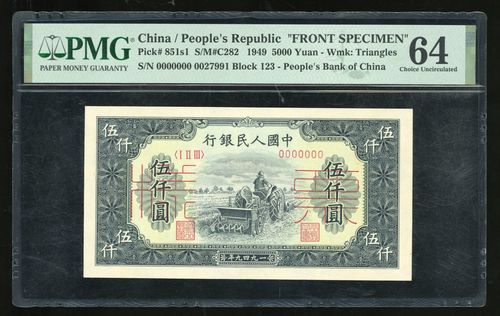 PMG
PAPER MONEY GUARANTY
China / People's Republic "FRONT SPECIMEN"
Pick# 851s1 S/M#C282 1949 5000 Yuan - Wmk: Triangles
S/N 0000000 0027991 Block 123 - People's Bank of China
64
Choice Uncirculated
伍仟 伍仟
行銀民人國中
(I II III) 0000000
伍仟圓 伍仟圓
票樣
伍仟 伍仟
年九四九一